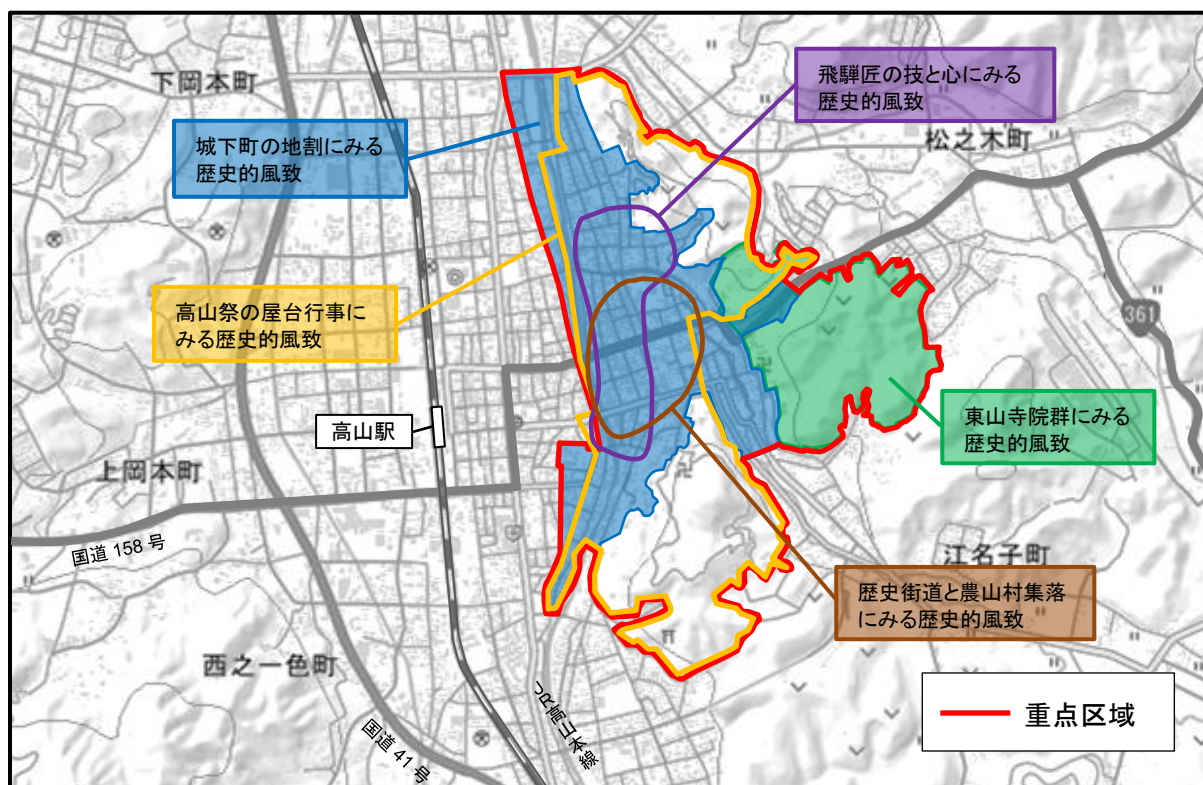 下岡本町
飛騨匠の技と心にみる
歴史的風致
松之木町
城下町の地割にみる
歴史的風致
高山祭の屋台行事に
みる歴史的風致
361
高山駅
東山寺院群にみる
歴史的風致
上岡本町
国道 158 号
江名子町
歴史街道と農山村集落
にみる歴史的風致
西之一色町
JR高山本線
国道 41 号
重点区域